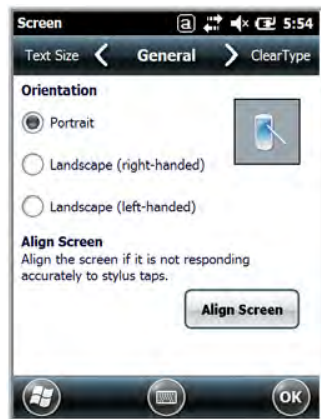 Screen a 5:54
Text Size General ClearType
Orientation
Portrait
Landscape (right-handed)
Landscape (left-handed)
Align Screen
Align the screen if it is not responding
accurately to stylus taps.
Align Screen
OK